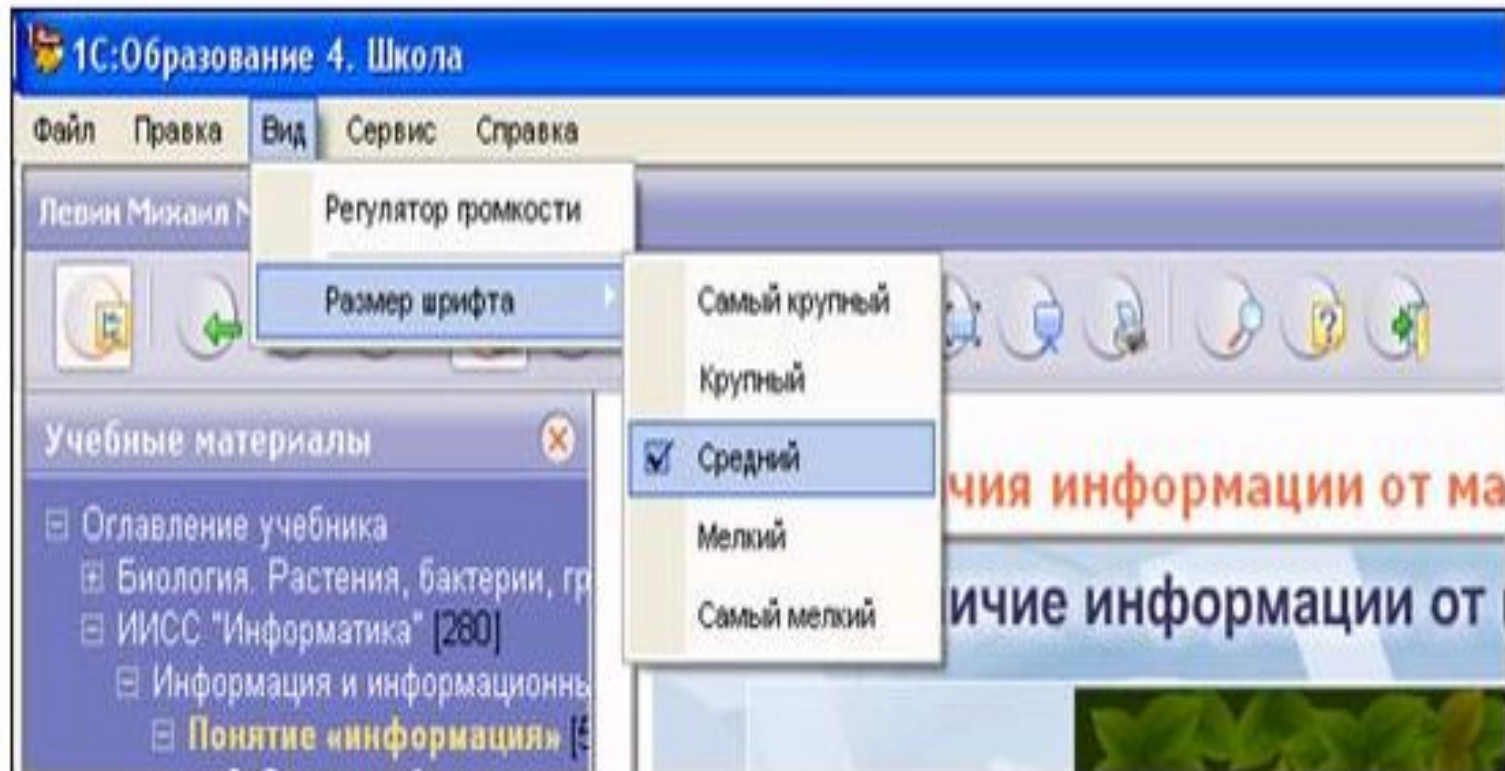 1С:Образование 4. Школа
Файл Правка Вид Сервис Справка
Левин Михаил
Регулятор громкости
Размер шрифта
Самый крупный
Крупный
Средний
Мелкий
Самый мелкий
Учебные материалы
Оглавление учебника
Биология. Растения, бактерии, гр
ИИСС "Информатика" [280]
Информация и информационны
Понятие «информация»
чия информации от ма
ичие информации от